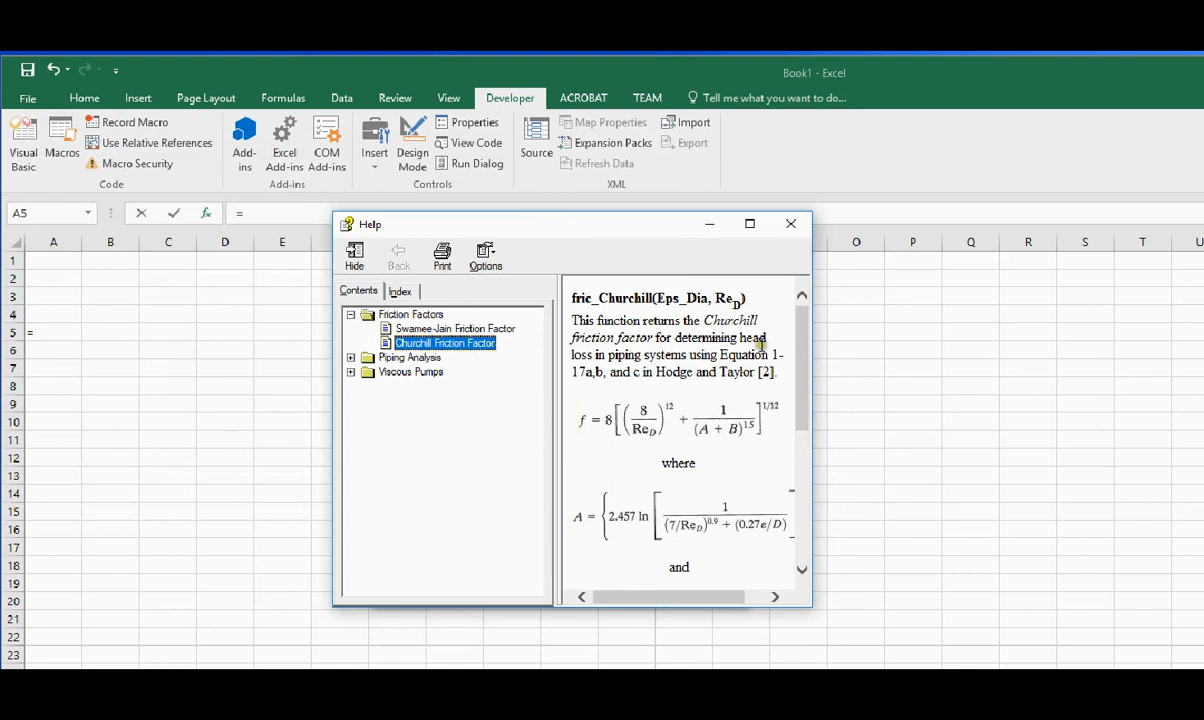 Book1 - Excel
File Home Insert Page Layout Formulas Data Review View Developer ACROBAT TEAM Tell me what you want to do...
Visual Basic
Macros
Record Macro
Use Relative References
Macro Security
Code
Add-ins
Excel Add-ins
COM Add-ins
Add-ins
Insert
Design Mode
Properties
View Code
Run Dialog
Controls
Source
Map Properties
Expansion Packs
Refresh Data
Import
Export
XML
A5 fx =
A B C D E O P Q R S T U
1
2
3
4
5 =
6
7
8
9
10
11
12
13
14
15
16
17
18
19
20
21
22
23
Help
Hide Back Print Options
Contents Index
Friction Factors
Swamee-Jain Friction Factor
Churchill Friction Factor
Piping Analysis
Viscous Pumps
fric_Churchill(Eps_Dia, Re_D)
This function returns the Churchill
friction factor for determining head
loss in piping systems using Equation 1-
17a,b, and c in Hodge and Taylor [2].
f = 8[(8/Re_D)^12 + 1/(A + B)^1.5]^1/12
where
A = {2.457 ln [1/((7/Re_D)^0.9 + (0.27ε/D)
and